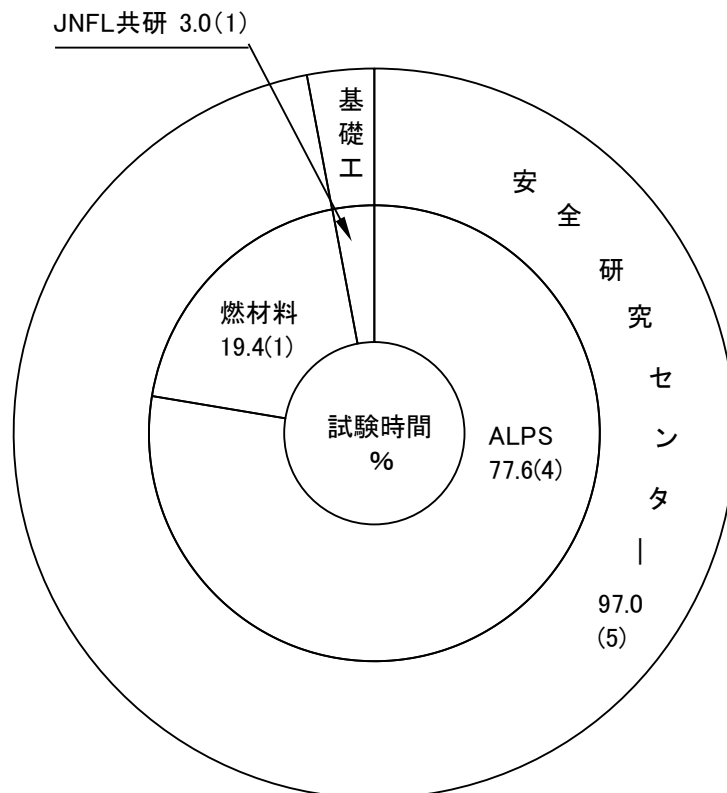 JNFL共研 3.0(1)
基礎工
安全研究センター
97.0
(5)
燃材料
19.4(1)
ALPS
77.6(4)
試験時間
%